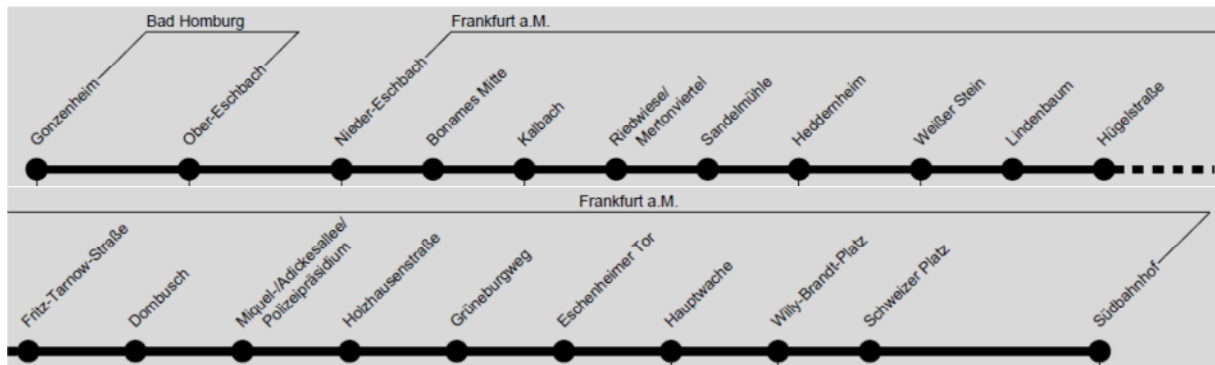 Bad Homburg
Frankfurt a.M.
Gonzenheim
Ober-Eschbach
Nieder-Eschbach
Bonames Mitte
Kalbach
Riedwiese/
Mertonviertel
Sandelmühle
Heddernheim
Weißer Stein
Lindenbaum
Hügelstraße
Frankfurt a.M.
Fritz-Tarnow-Straße
Dornbusch
Miquel-/Adickesallee/
Polizeipräsidium
Holzhausenstraße
Grüneburgweg
Eschenheimer Tor
Hauptwache
Willy-Brandt-Platz
Schweizer Platz
Südbahnhof